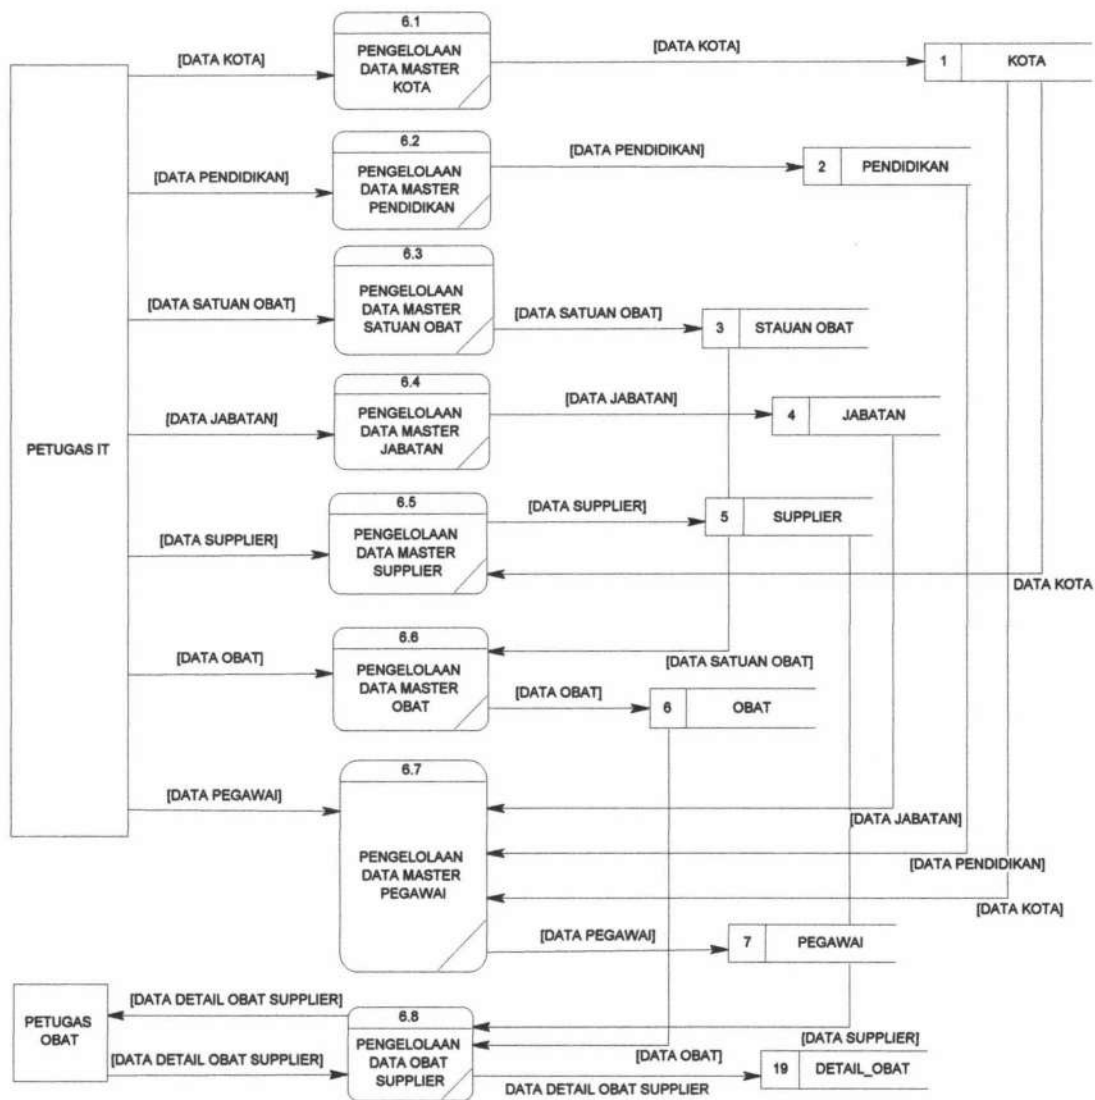 6.1
[DATA KOTA]
PENGELOLAAN
DATA MASTER
KOTA
[DATA KOTA]
1
KOTA
6.2
[DATA PENDIDIKAN]
PENGELOLAAN
DATA MASTER
PENDIDIKAN
[DATA PENDIDIKAN]
2
PENDIDIKAN
6.3
[DATA SATUAN OBAT]
PENGELOLAAN
DATA MASTER
SATUAN OBAT
[DATA SATUAN OBAT]
3
STAUAN OBAT
6.4
[DATA JABATAN]
PENGELOLAAN
DATA MASTER
JABATAN
[DATA JABATAN]
4
JABATAN
PETUGAS IT
6.5
[DATA SUPPLIER]
PENGELOLAAN
DATA MASTER
SUPPLIER
[DATA SUPPLIER]
5
SUPPLIER
DATA KOTA
6.6
[DATA OBAT]
PENGELOLAAN
DATA MASTER
OBAT
[DATA SATUAN OBAT]
[DATA OBAT]
6
OBAT
6.7
[DATA PEGAWAI]
PENGELOLAAN
DATA MASTER
PEGAWAI
[DATA JABATAN]
[DATA PENDIDIKAN]
[DATA KOTA]
[DATA PEGAWAI]
7
PEGAWAI
PETUGAS
OBAT
[DATA DETAIL OBAT SUPPLIER]
[DATA DETAIL OBAT SUPPLIER]
6.8
PENGELOLAAN
DATA OBAT
SUPPLIER
[DATA SUPPLIER]
[DATA OBAT]
DATA DETAIL OBAT SUPPLIER
19
DETAIL_OBAT